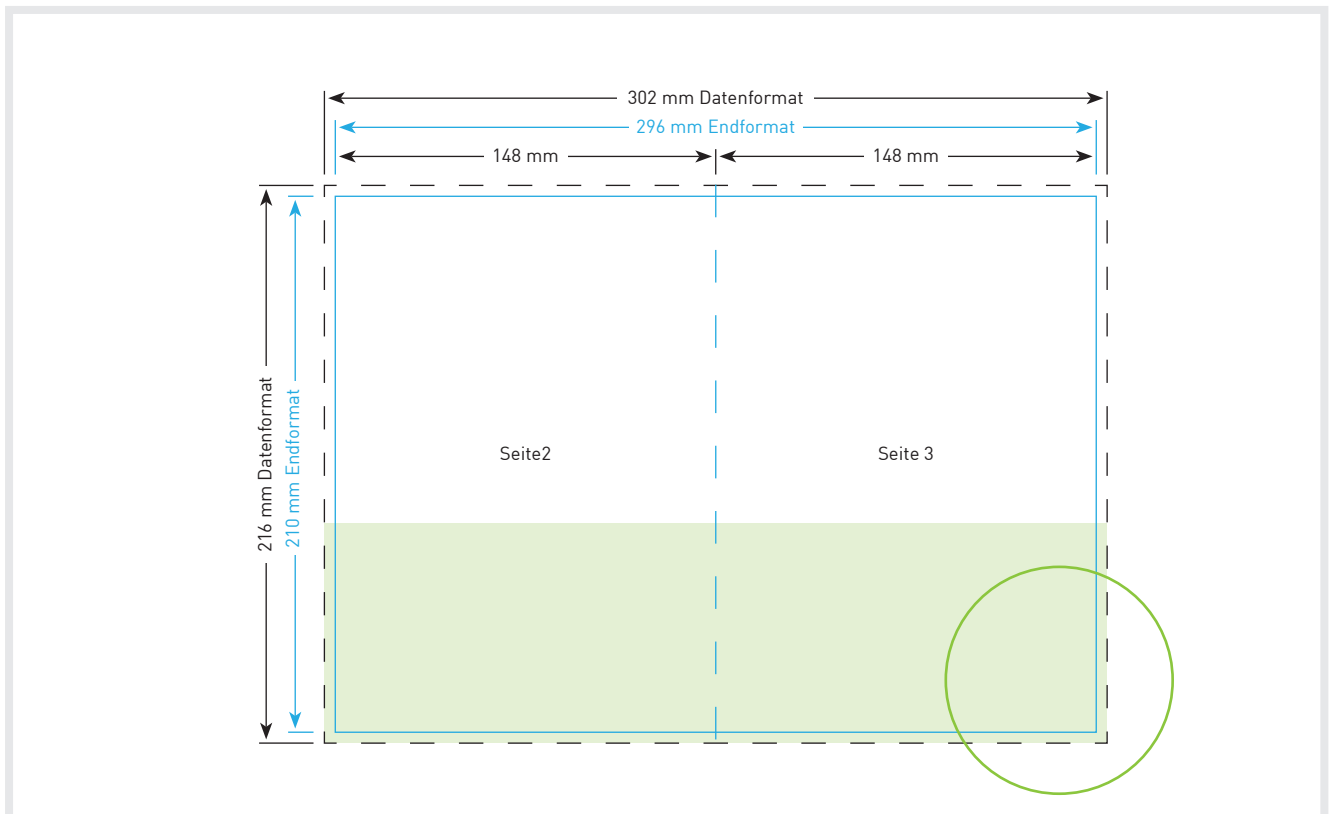 302 mm Datenformat
296 mm Endformat
148 mm
148 mm
216 mm Datenformat
210 mm Endformat
Seite2
Seite 3